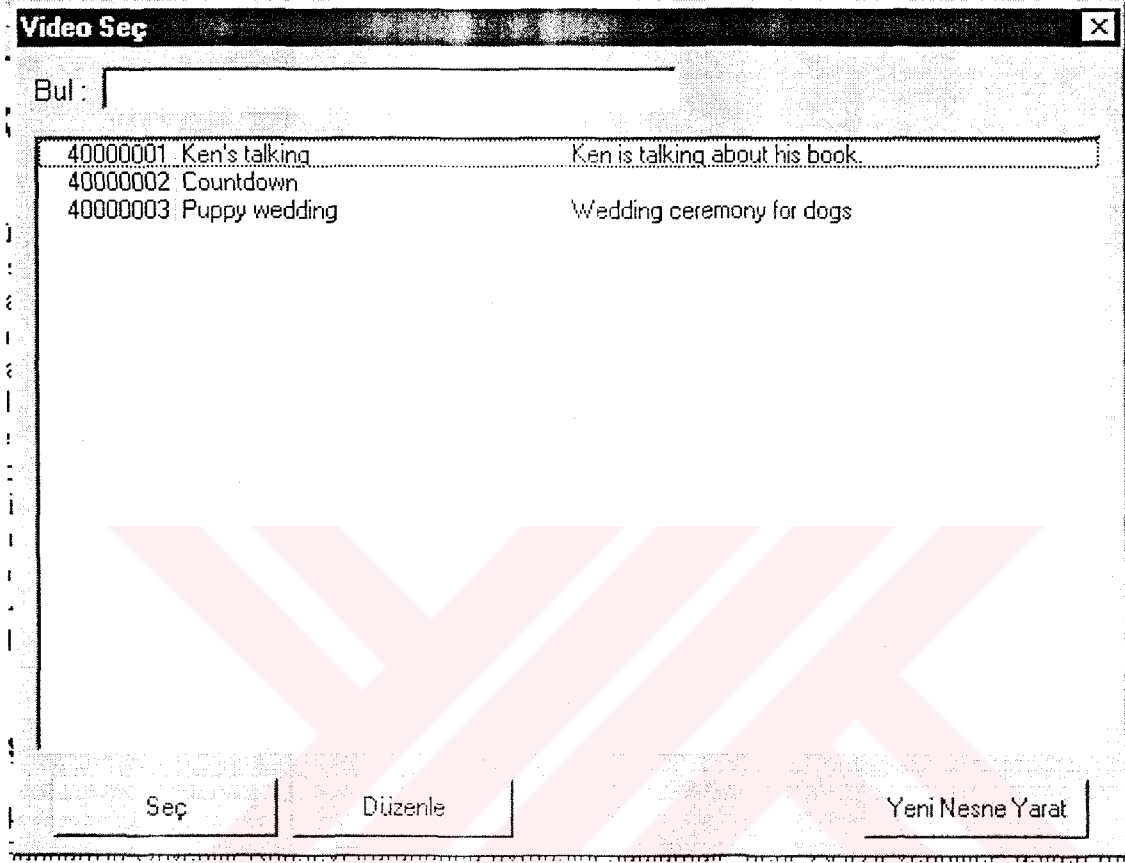 Video Seç
Bul :
40000001 Ken's talking Ken is talking about his book.
40000002 Countdown
40000003 Puppy wedding Wedding ceremony for dogs
Seç Düzenle Yeni Nesne Yarat